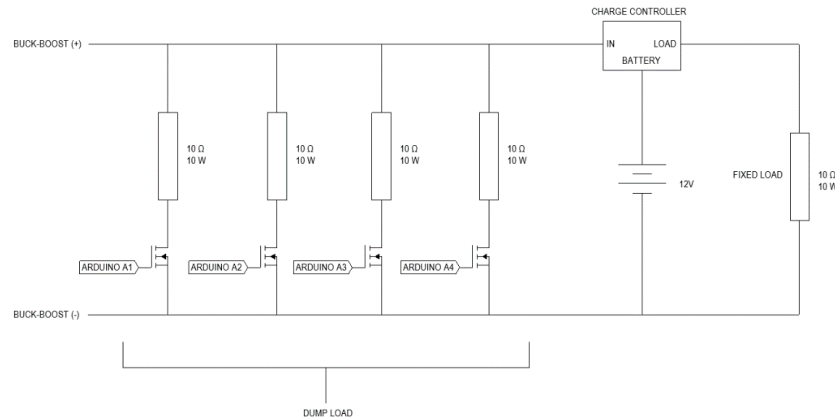 CHARGE CONTROLLER
BUCK-BOOST (+)
IN LOAD
BATTERY
10 Ω
10 W
10 Ω
10 W
10 Ω
10 W
10 Ω
10 W
12V
FIXED LOAD
10 Ω
10 W
ARDUINO A1
ARDUINO A2
ARDUINO A3
ARDUINO A4
BUCK-BOOST (-)
DUMP LOAD